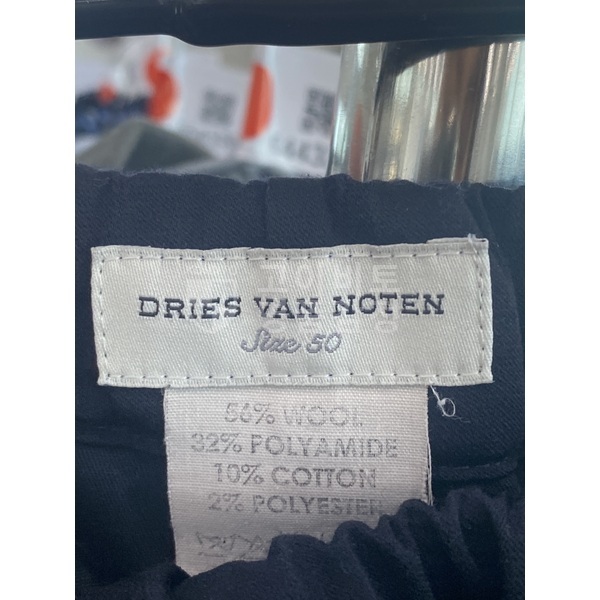 DRIES VAN NOTEN
Size 50
56% WOOL
32% POLYAMIDE
10% COTTON
2% POLYESTER